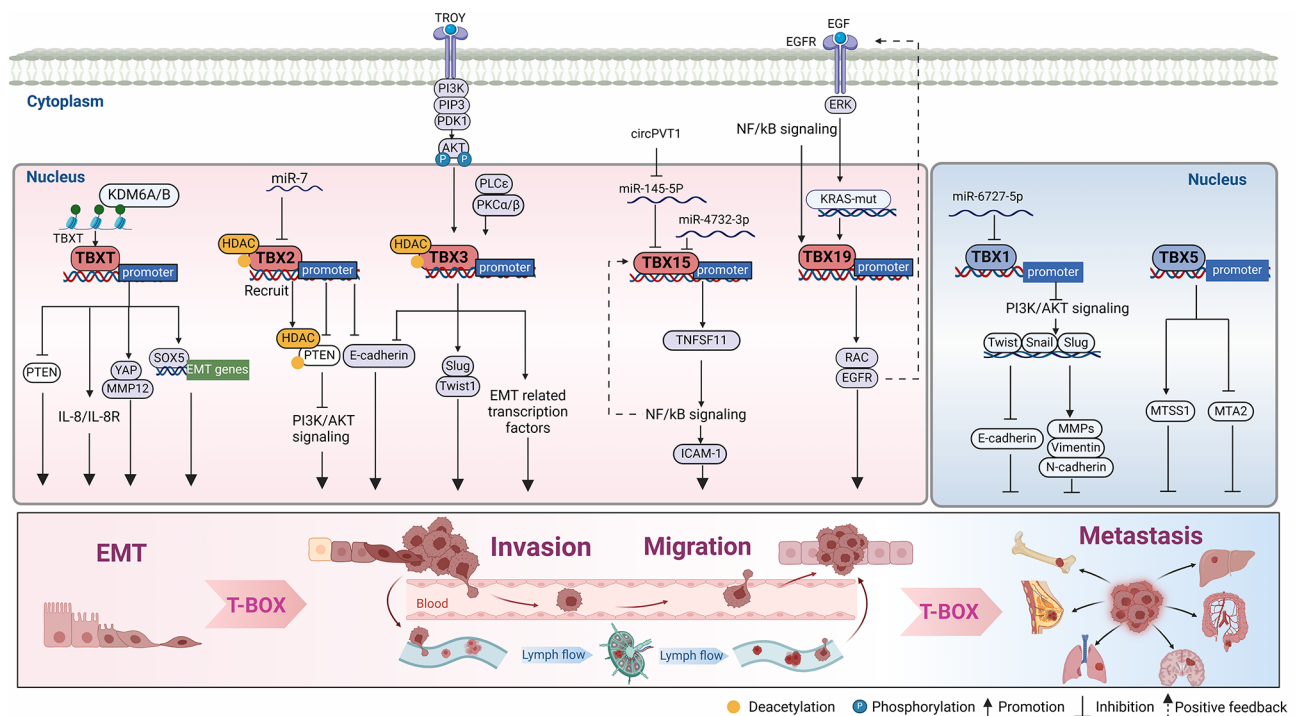 TROY
EGF
EGFR
PI3K
PIP3
PDK1
AKT
P P
ERK
Cytoplasm
NF/kB signaling
circPVT1
Nucleus
KDM6A/B
TBXT
TBXT
promoter
PTEN
IL-8/IL-8R
YAP
MMP12
SOX5
EMT genes
miR-7
HDAC
TBX2
promoter
Recruit
HDAC
PTEN
E-cadherin
PI3K/AKT
signaling
PLCε
PKCα/β
HDAC
TBX3
promoter
Slug
Twist1
EMT related
transcription
factors
miR-145-5P
miR-4732-3p
TBX15
promoter
TNFSF11
NF/kB signaling
ICAM-1
KRAS-mut
TBX19
promoter
RAC
EGFR
Nucleus
miR-6727-5p
TBX1
promoter
PI3K/AKT signaling
Twist Snail Slug
E-cadherin
MMPs
Vimentin
N-cadherin
TBX5
promoter
MTSS1
MTA2
EMT
T-BOX
Invasion
Migration
Blood
Lymph flow
Lymph flow
T-BOX
Metastasis
Deacetylation
P Phosphorylation
Promotion
Inhibition
Positive feedback